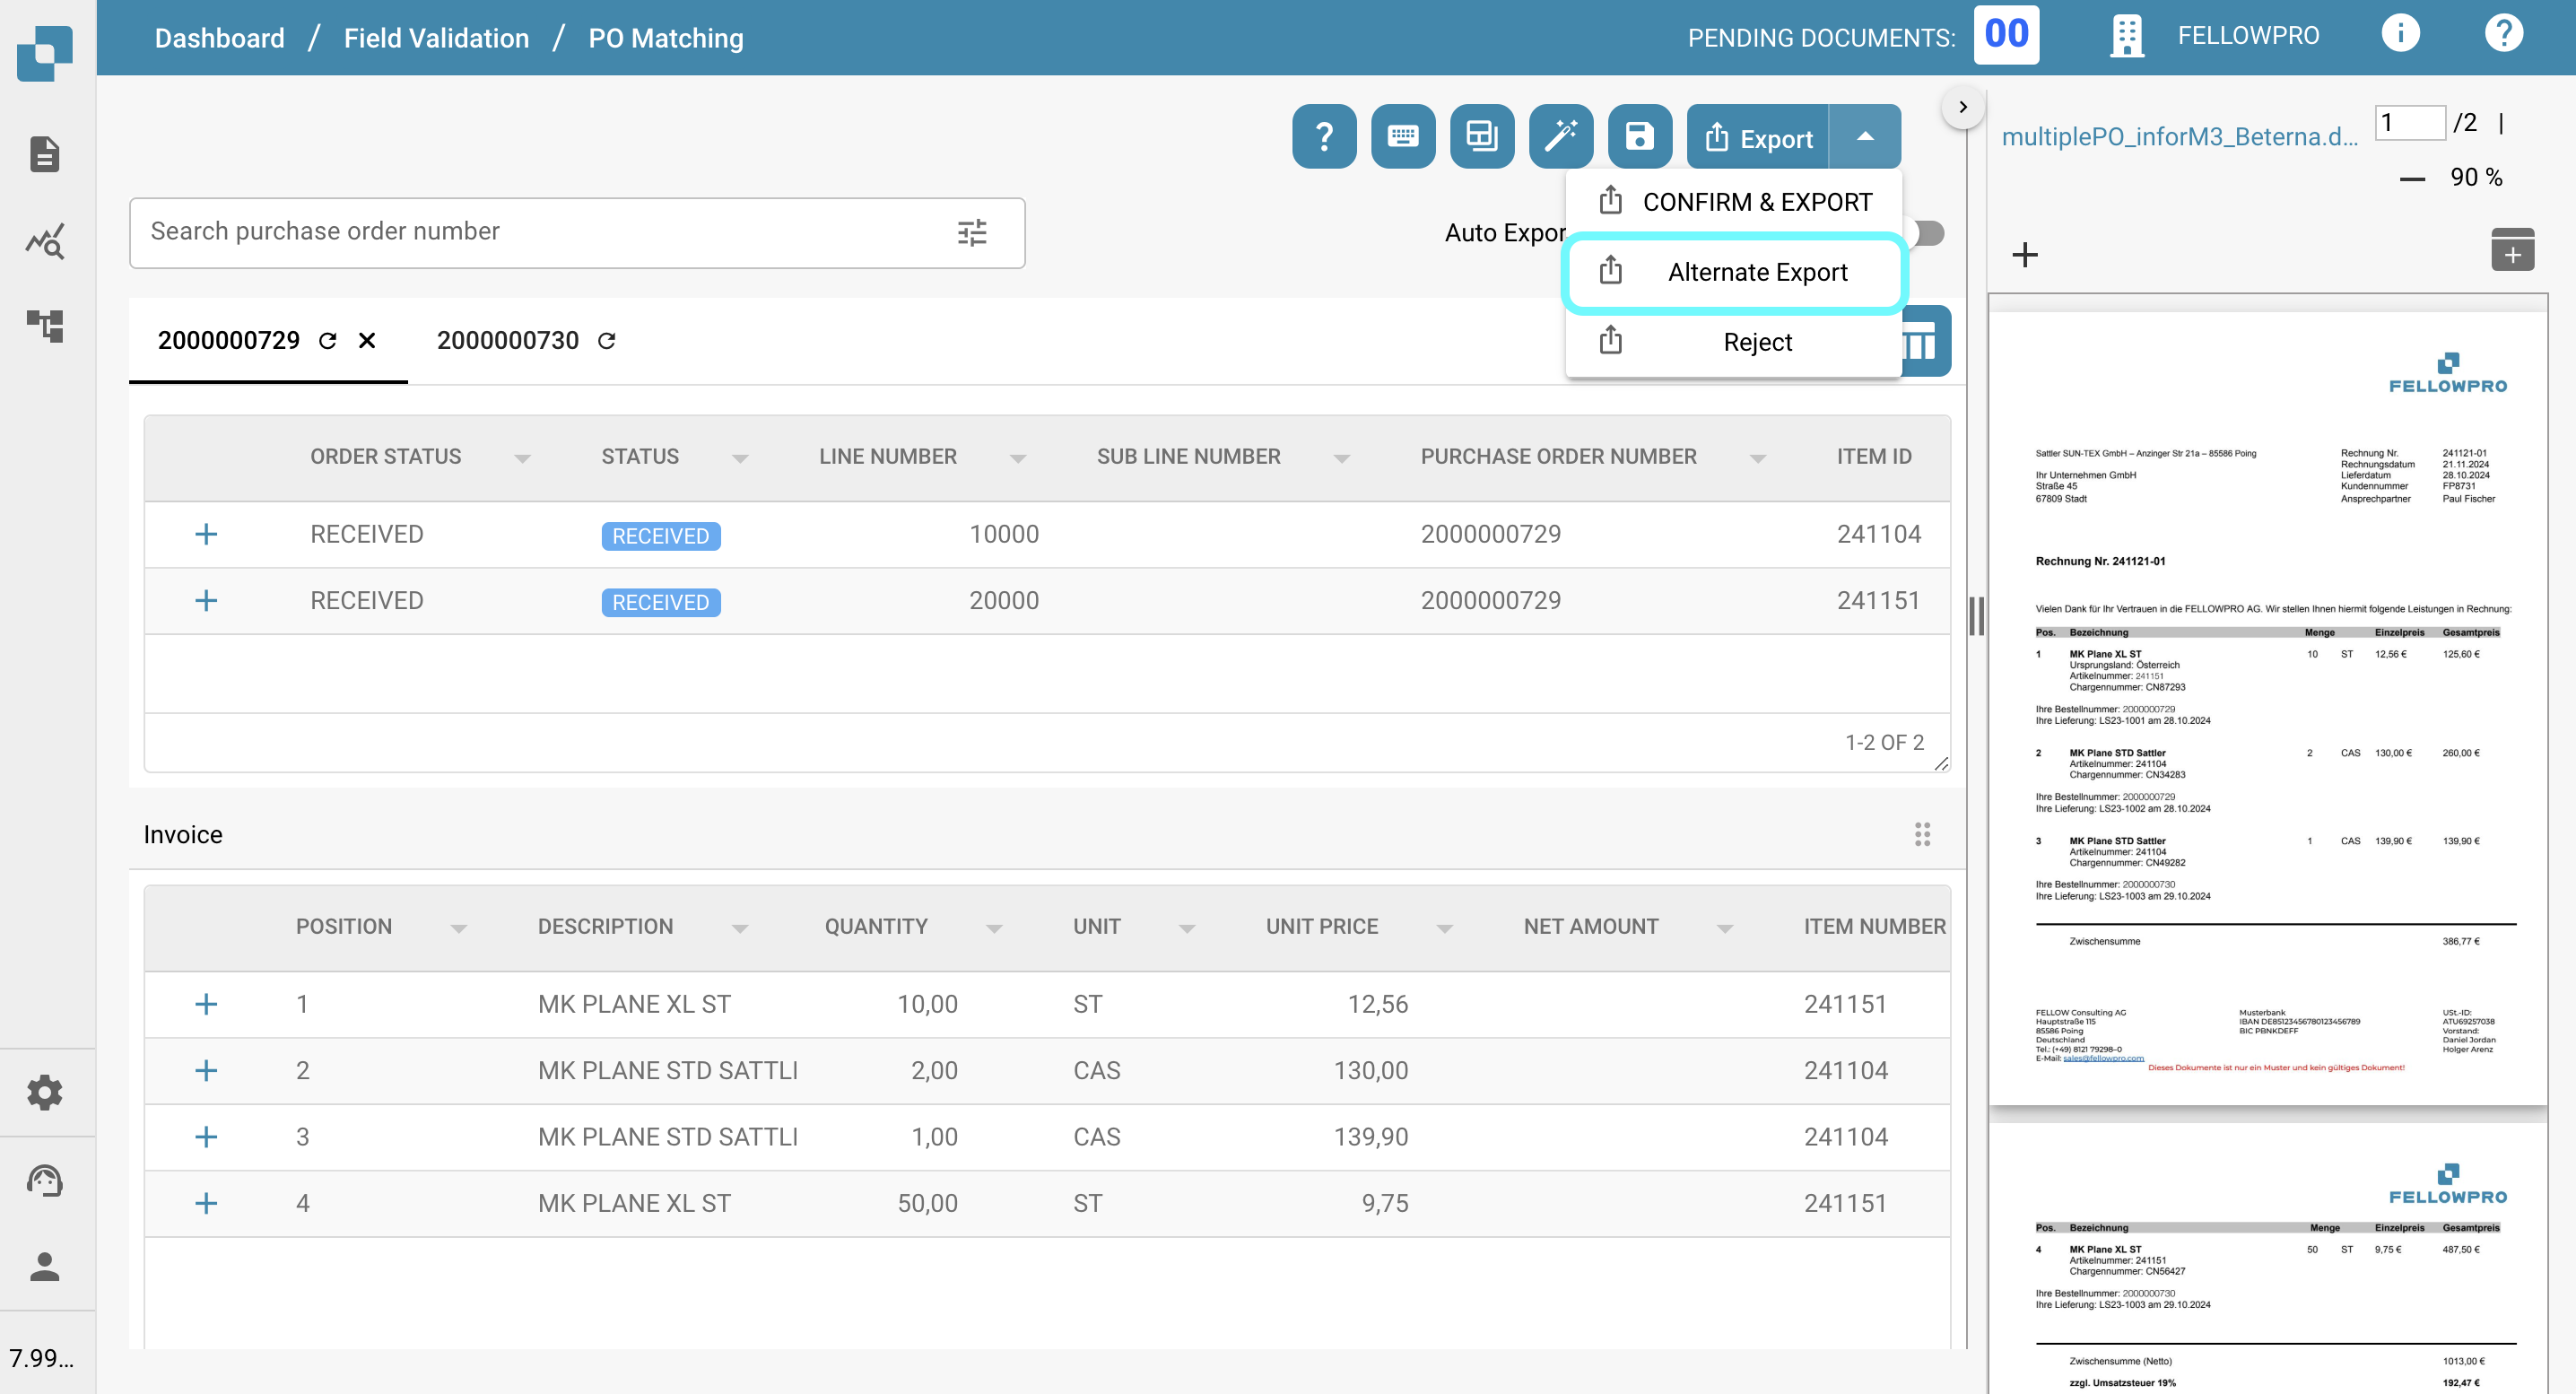 Dashboard / Field Validation / PO Matching
PENDING DOCUMENTS: 00 FELLOWPRO
Export
CONFIRM & EXPORT
Alternate Export
Reject
Search purchase order number
Auto Expor
2000000729
2000000730
ORDER STATUS STATUS LINE NUMBER SUB LINE NUMBER PURCHASE ORDER NUMBER ITEM ID
RECEIVED RECEIVED 10000 2000000729 241104
RECEIVED RECEIVED 20000 2000000729 241151
1-2 OF 2
Invoice
POSITION DESCRIPTION QUANTITY UNIT UNIT PRICE NET AMOUNT ITEM NUMBER
1 MK PLANE XL ST 10,00 ST 12,56 241151
2 MK PLANE STD SATTLI 2,00 CAS 130,00 241104
3 MK PLANE STD SATTLI 1,00 CAS 139,90 241104
4 MK PLANE XL ST 50,00 ST 9,75 241151
7.99...
multiplePO_inforM3_Beterna.d... 1 /2 |
90 %
FELLOWPRO
Sattler SUN-TEX GmbH – Anzinger Str 21a – 85586 Poing
Ihr Unternehmen GmbH
Straße 45
67809 Stadt
Rechnung Nr. 241121-01
Rechnungsdatum 21.11.2024
Lieferdatum 28.10.2024
Kundennummer FP8731
Ansprechpartner Paul Fischer
Rechnung Nr. 241121-01
Vielen Dank für Ihr Vertrauen in die FELLOWPRO AG. Wir stellen Ihnen hiermit folgende Leistungen in Rechnung:
Pos. Bezeichnung Menge Einzelpreis Gesamtpreis
1 MK Plane XL ST 10 ST 12,56 € 125,60 €
Ursprungsland: Österreich
Artikelnummer: 241151
Chargennummer: CN87293
Ihre Bestellnummer: 2000000729
Ihre Lieferung: LS23-1001 am 28.10.2024
2 MK Plane STD Sattler 2 CAS 130,00 € 260,00 €
Artikelnummer: 241104
Chargennummer: CN34283
Ihre Bestellnummer: 2000000729
Ihre Lieferung: LS23-1002 am 28.10.2024
3 MK Plane STD Sattler 1 CAS 139,90 € 139,90 €
Artikelnummer: 241104
Chargennummer: CN49282
Ihre Bestellnummer: 2000000730
Ihre Lieferung: LS23-1003 am 29.10.2024
Zwischensumme 386,77 €
FELLOW Consulting AG
Hauptstraße 115
85586 Poing
Deutschland
Tel.: (+49) 8121 79298-0
E-Mail: sales@fellowpro.com
Musterbank
IBAN DE85123456780123456789
BIC PBNKDEFF
USt.-ID:
ATU69257038
Vorstand:
Daniel Jordan
Holger Arenz
Dieses Dokumente ist nur ein Muster und kein gültiges Dokument!
FELLOWPRO
Pos. Bezeichnung Menge Einzelpreis Gesamtpreis
4 MK Plane XL ST 50 ST 9,75 € 487,50 €
Artikelnummer: 241151
Chargennummer: CN56427
Ihre Bestellnummer: 2000000730
Ihre Lieferung: LS23-1003 am 29.10.2024
Zwischensumme (Netto) 1013,00 €
zzgl. Umsatzsteuer 19% 192,47 €